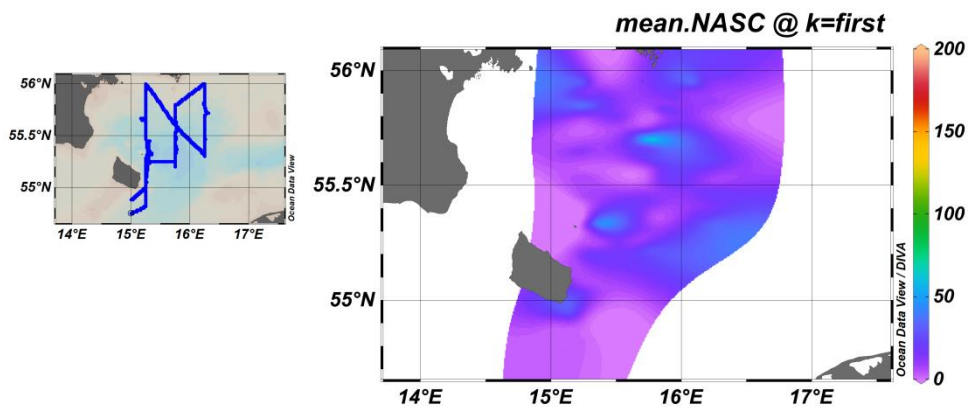 mean.NASC @ k=first
56°N
55.5°N
55°N
14°E
15°E
16°E
17°E
Ocean Data View
56°N
55.5°N
55°N
14°E
15°E
16°E
17°E
Ocean Data View / DIVA
200
150
100
50
0